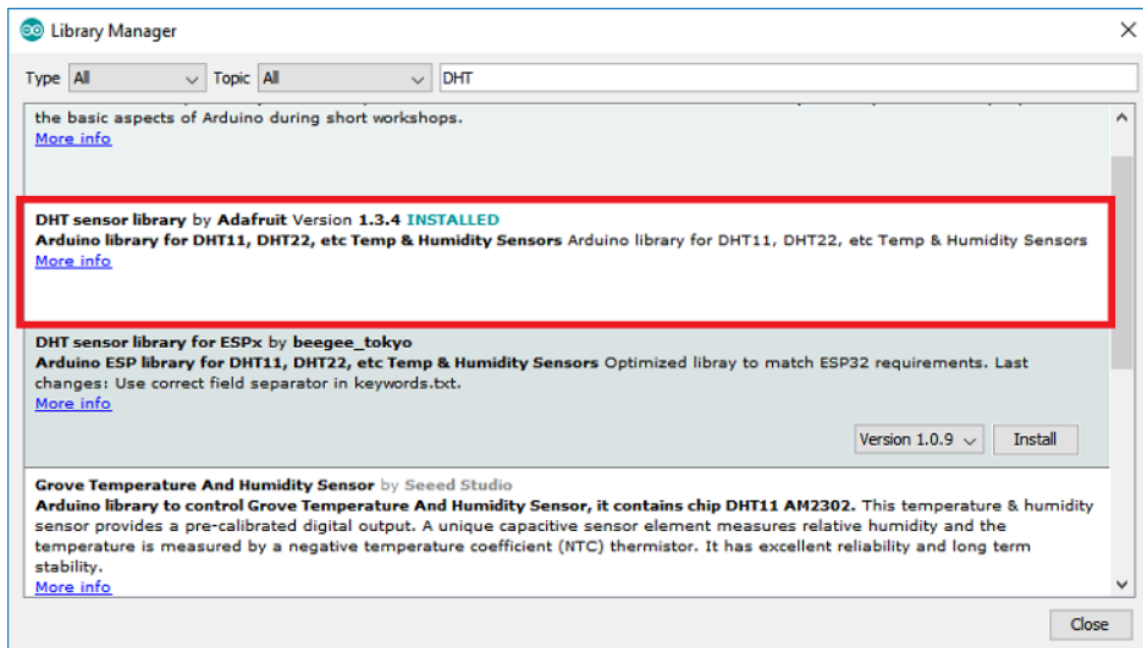 Library Manager
Type All Topic All DHT
the basic aspects of Arduino during short workshops.
More info
DHT sensor library by Adafruit Version 1.3.4 INSTALLED
Arduino library for DHT11, DHT22, etc Temp & Humidity Sensors Arduino library for DHT11, DHT22, etc Temp & Humidity Sensors
More info
DHT sensor library for ESPx by beegee_tokyo
Arduino ESP library for DHT11, DHT22, etc Temp & Humidity Sensors Optimized libray to match ESP32 requirements. Last
changes: Use correct field separator in keywords.txt.
More info
Version 1.0.9 Install
Grove Temperature And Humidity Sensor by Seeed Studio
Arduino library to control Grove Temperature And Humidity Sensor, it contains chip DHT11 AM2302. This temperature & humidity
sensor provides a pre-calibrated digital output. A unique capacitive sensor element measures relative humidity and the
temperature is measured by a negative temperature coefficient (NTC) thermistor. It has excellent reliability and long term
stability.
More info
Close